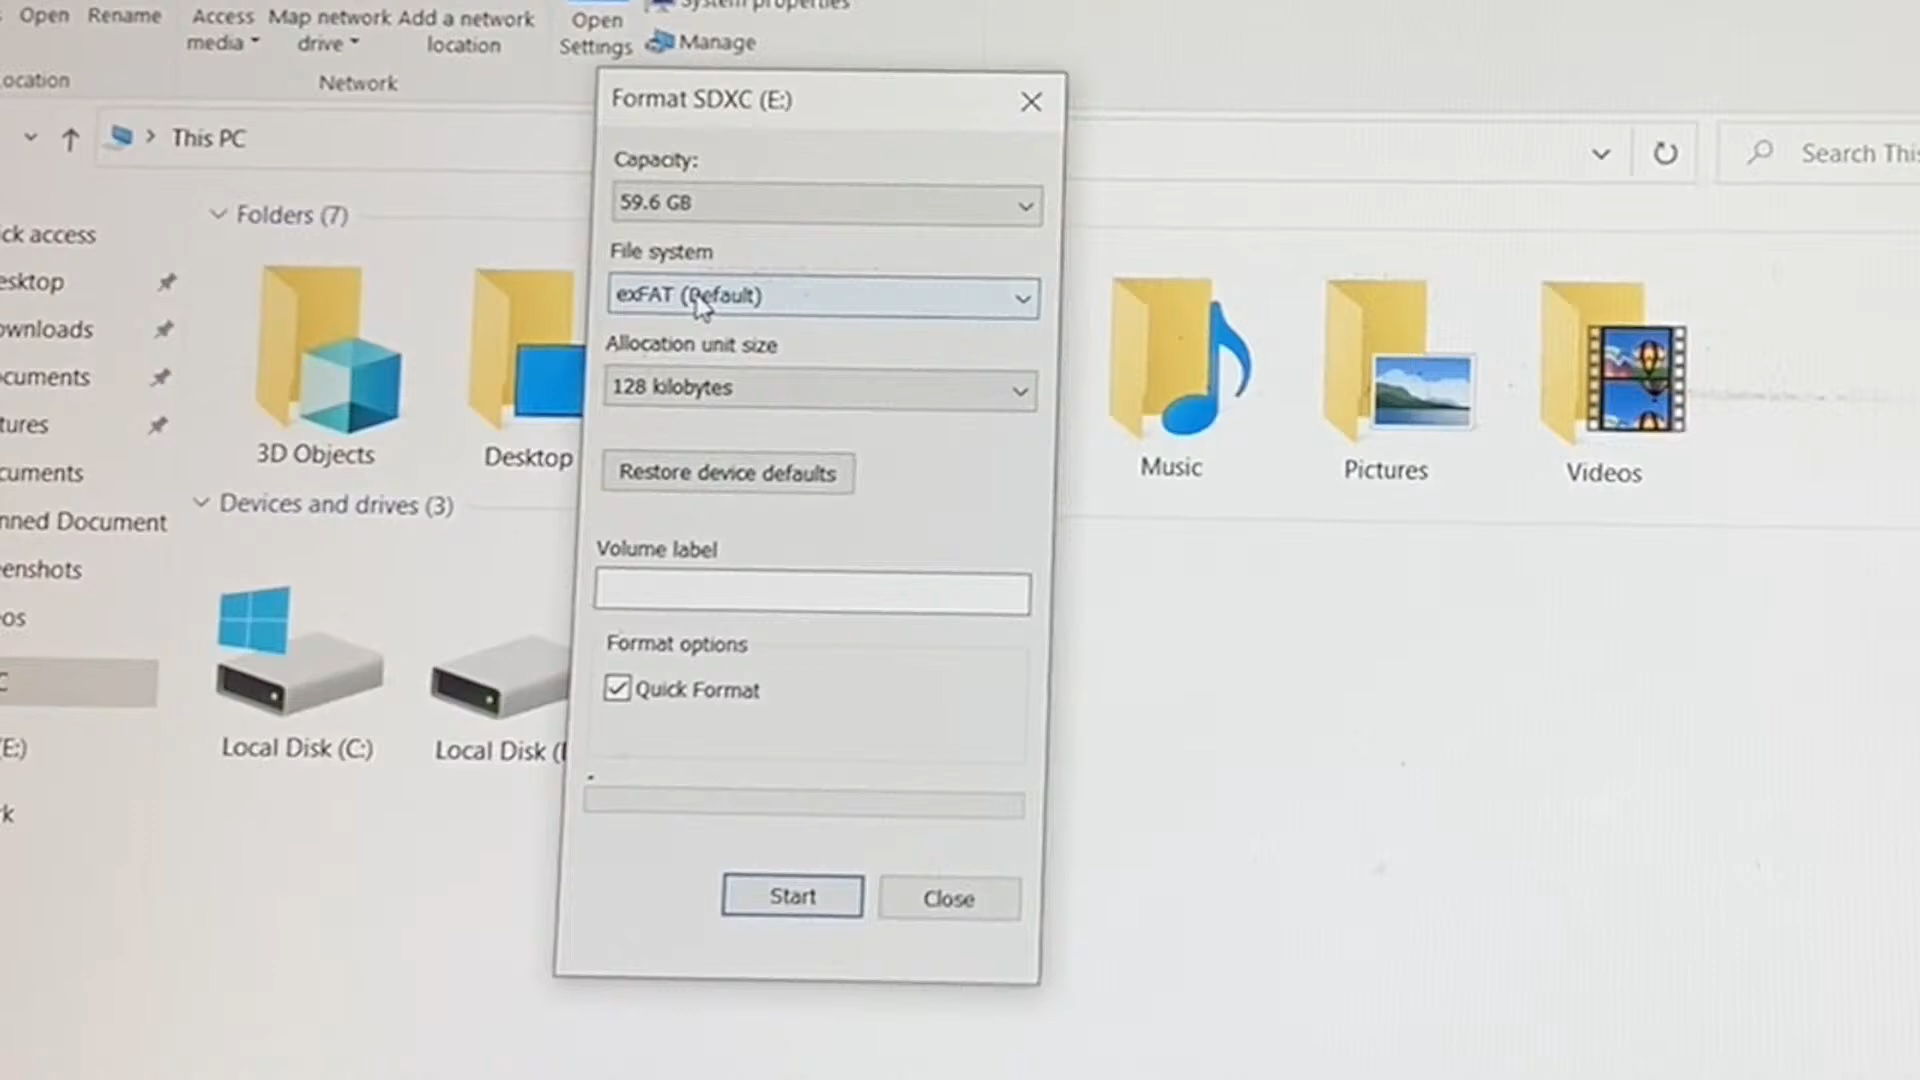 Open Rename Access media Map network drive Add a network location Open Settings System properties
Manage
Network
Format SDXC (E:)
This PC
Search This
Capacity:
59.6 GB
Folders (7)
File system
exFAT (Default)
Allocation unit size
128 kilobytes
Restore device defaults
3D Objects
Desktop
Music
Pictures
Videos
Devices and drives (3)
Volume label
Format options
Quick Format
Local Disk (C:)
Local Disk (
Start
Close
ck access
esktop
ownloads
cuments
tures
cuments
nned Document
enshots
os
(E:)